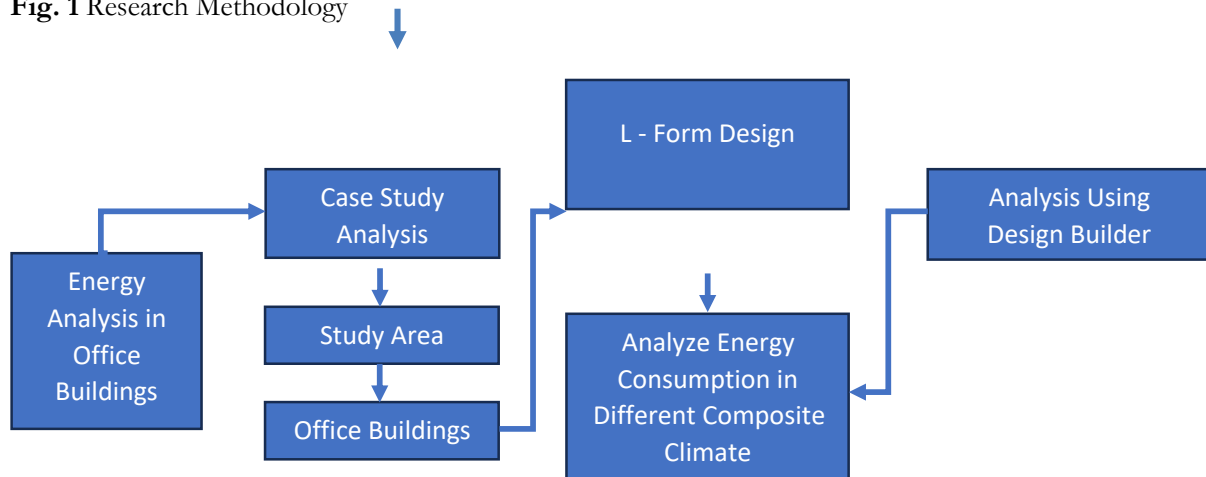 Fig. 1 Research Methodology
Energy
Analysis in
Office
Buildings
Case Study
Analysis
Study Area
Office Buildings
L - Form Design
Analyze Energy
Consumption in
Different Composite
Climate
Analysis Using
Design Builder